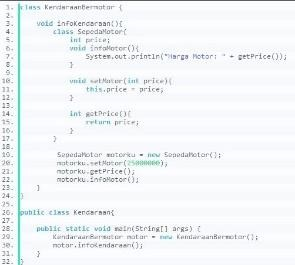 1. class KendaraanBermotor {
2.
3. void infoKendaraan(){
4. class SepedaMotor{
5. int price;
6. void infoMotor(){
7. System.out.println("Harga Motor: " + getPrice());
8. }
9.
10. void setMotor(int price){
11. this.price = price;
12. }
13.
14. int getPrice(){
15. return price;
16. }
17. }
18.
19. SepedaMotor motorku = new SepedaMotor();
20. motorku.setMotor(25000000);
21. motorku.getPrice();
22. motorku.infoMotor();
23. }
24. }
25.
26. public class Kendaraan{
27.
28. public static void main(String[] args) {
29. KendaraanBermotor motor = new KendaraanBermotor();
30. motor.infoKendaraan();
31. }
32. }